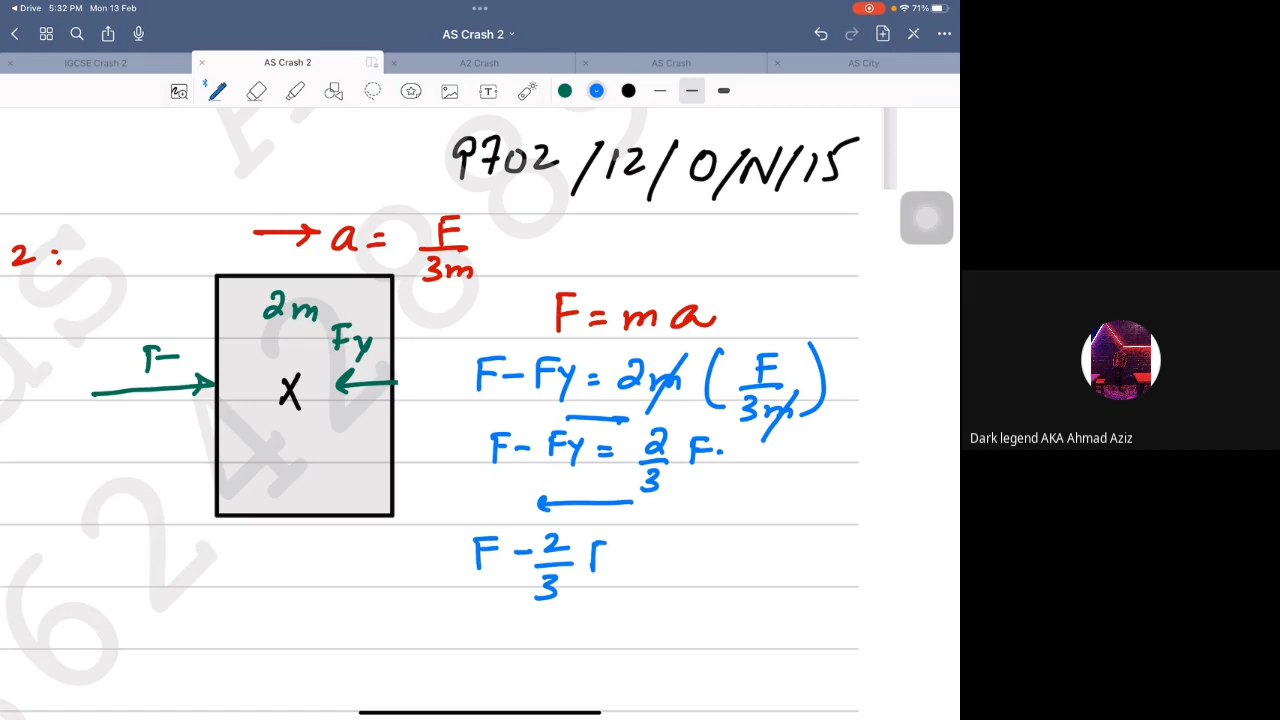 Drive 5:32 PM Mon 13 Feb 71%
AS Crash 2
IGCSE Crash 2 AS Crash 2 A2 Crash AS Crash AS City
9702 / 12 / O / N / 15
→ a = F / 3m
2 :
2m
F = m a
F Fy
X
F - Fy = 2m ( F / 3m )
F - Fy = 2/3 F.
F - 2/3 F
Dark legend AKA Ahmad Aziz